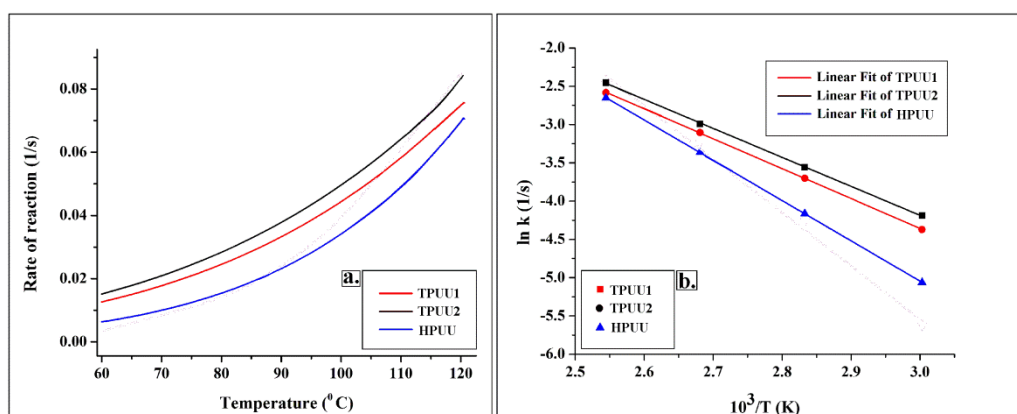 Rate of reaction (1/s)
0.08
0.06
0.04
0.02
0.00
60
70
80
90
100
110
120
Temperature (⁰C)
a.
TPUU1
TPUU2
HPUU
ln k (1/s)
-2.0
-2.5
-3.0
-3.5
-4.0
-4.5
-5.0
-5.5
-6.0
2.5
2.6
2.7
2.8
2.9
3.0
10³/T (K)
Linear Fit of TPUU1
Linear Fit of TPUU2
Linear Fit of HPUU
b.
TPUU1
TPUU2
HPUU